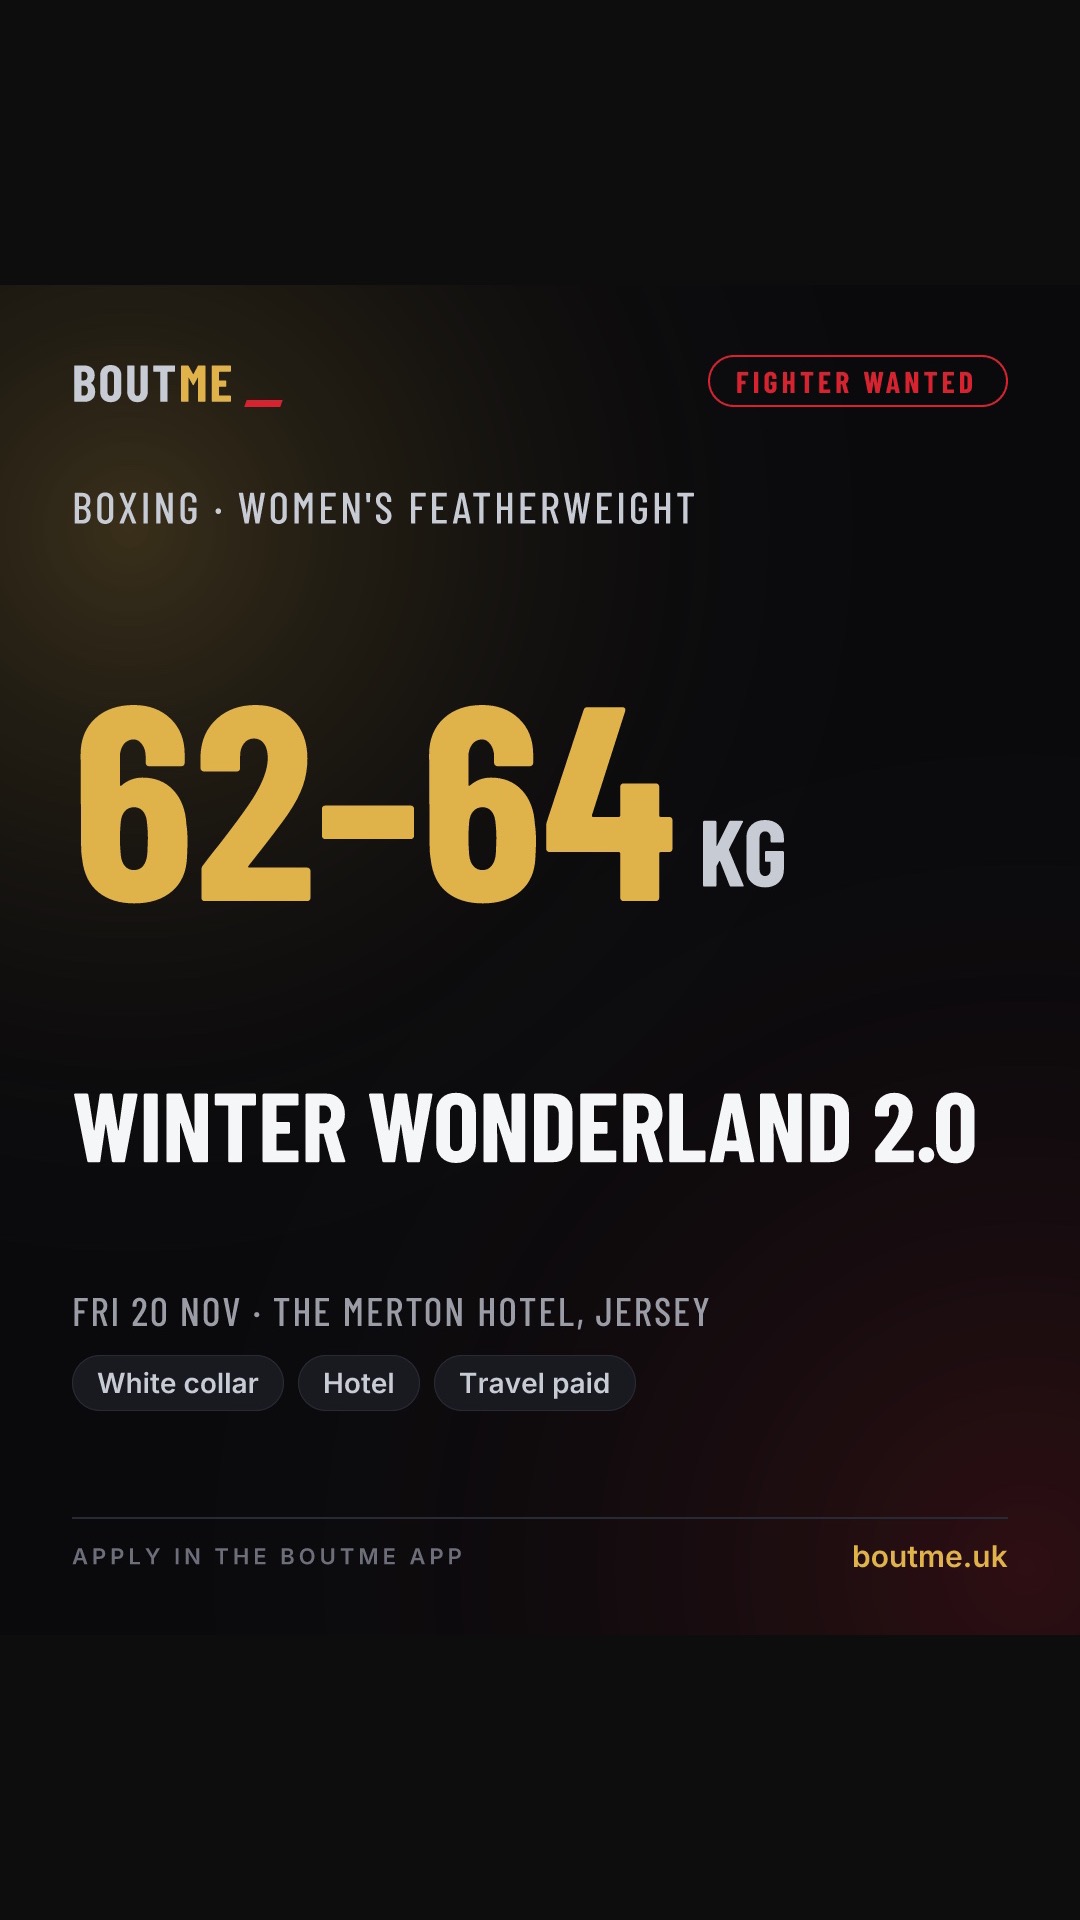 BOUTME
FIGHTER WANTED
BOXING · WOMEN'S FEATHERWEIGHT
62–64 KG
WINTER WONDERLAND 2.0
FRI 20 NOV · THE MERTON HOTEL, JERSEY
White collar Hotel Travel paid
APPLY IN THE BOUTME APP
boutme.uk